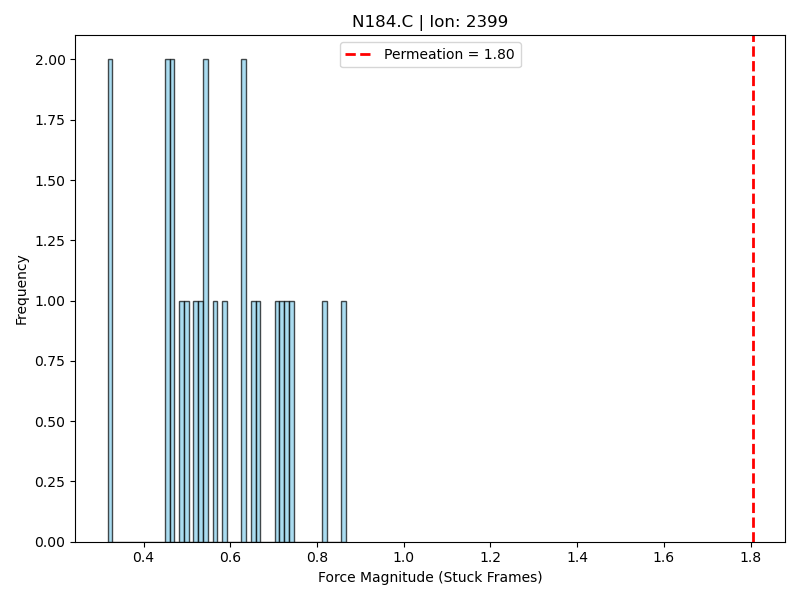 N184.C | Ion: 2399
Permeation = 1.80
2.00
1.75
1.50
1.25
1.00
0.75
0.50
0.25
0.00
Frequency
0.4 0.6 0.8 1.0 1.2 1.4 1.6 1.8
Force Magnitude (Stuck Frames)